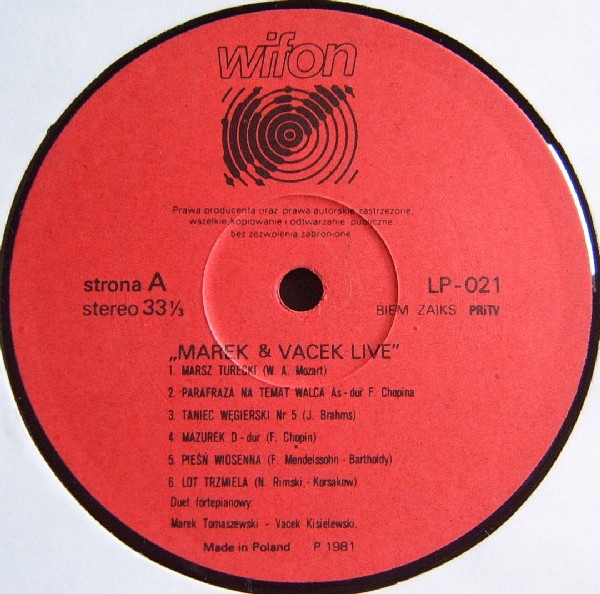 wifon
Prawa producenta oraz prawa autorskie zastrzeżone,
wszelkie kopiowanie i odtwarzanie publiczne
bez zezwolenia zabronione
strona A
stereo 33⅓
LP-021
BIEM ZAIKS PRiTV
„MAREK & VACEK LIVE"
1. MARSZ TURECKI (W. A. Mozart)
2. PARAFRAZA NA TEMAT WALCA As-dur F. Chopina
3. TANIEC WĘGIERSKI Nr 5 (J. Brahms)
4. MAZUREK D-dur (F. Chopin)
5. PIEŚŃ WIOSENNA (F. Mendelssohn - Bartholdy)
6. LOT TRZMIELA (N. Rimski - Korsakow)
Duet fortepianowy:
Marek Tomaszewski - Vacek Kisielewski.
Made in Poland P 1981